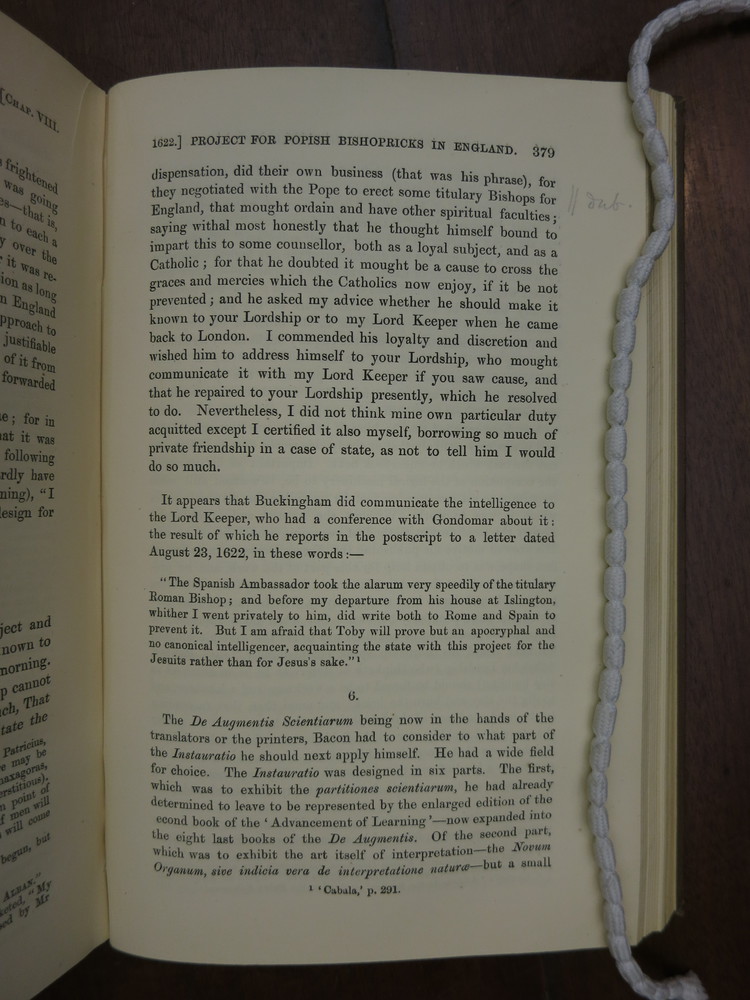 [CHAP. VIII.
frightened
was going
es—that is,
n to each a
y over the
it was re-
ion as long
n England
pproach to
justifiable
of it from
forwarded
e; for in
at it was
following
rdly have
ning), "I
esign for
ject and
nown to
morning.
p cannot
ch, That
tate the
Patricius,
e may be
naxagoras,
erstitious).
n point of
f men will
will come
begun, but
ALBAN."
keted, "My
sed by Mr
1622.] PROJECT FOR POPISH BISHOPRICKS IN ENGLAND. 379
dispensation, did their own business (that was his phrase), for
they negotiated with the Pope to erect some titulary Bishops for
England, that mought ordain and have other spiritual faculties;
saying withal most honestly that he thought himself bound to
impart this to some counsellor, both as a loyal subject, and as a
Catholic; for that he doubted it mought be a cause to cross the
graces and mercies which the Catholics now enjoy, if it be not
prevented; and he asked my advice whether he should make it
known to your Lordship or to my Lord Keeper when he came
back to London. I commended his loyalty and discretion and
wished him to address himself to your Lordship, who mought
communicate it with my Lord Keeper if you saw cause, and
that he repaired to your Lordship presently, which he resolved
to do. Nevertheless, I did not think mine own particular duty
acquitted except I certified it also myself, borrowing so much of
private friendship in a case of state, as not to tell him I would
do so much.
It appears that Buckingham did communicate the intelligence to
the Lord Keeper, who had a conference with Gondomar about it:
the result of which he reports in the postscript to a letter dated
August 23, 1622, in these words:—
"The Spanish Ambassador took the alarum very speedily of the titulary
Roman Bishop; and before my departure from his house at Islington,
whither I went privately to him, did write both to Rome and Spain to
prevent it. But I am afraid that Toby will prove but an apocryphal and
no canonical intelligencer, acquainting the state with this project for the
Jesuits rather than for Jesus's sake."¹
6.
The De Augmentis Scientiarum being now in the hands of the
translators or the printers, Bacon had to consider to what part of
the Instauratio he should next apply himself. He had a wide field
for choice. The Instauratio was designed in six parts. The first,
which was to exhibit the partitiones scientiarum, he had already
determined to leave to be represented by the enlarged edition of the
econd book of the 'Advancement of Learning'—now expanded into
the eight last books of the De Augmentis. Of the second part,
which was to exhibit the art itself of interpretation—the Novum
Organum, sive indicia vera de interpretatione naturæ—but a small
¹ 'Cabala,' p. 291.